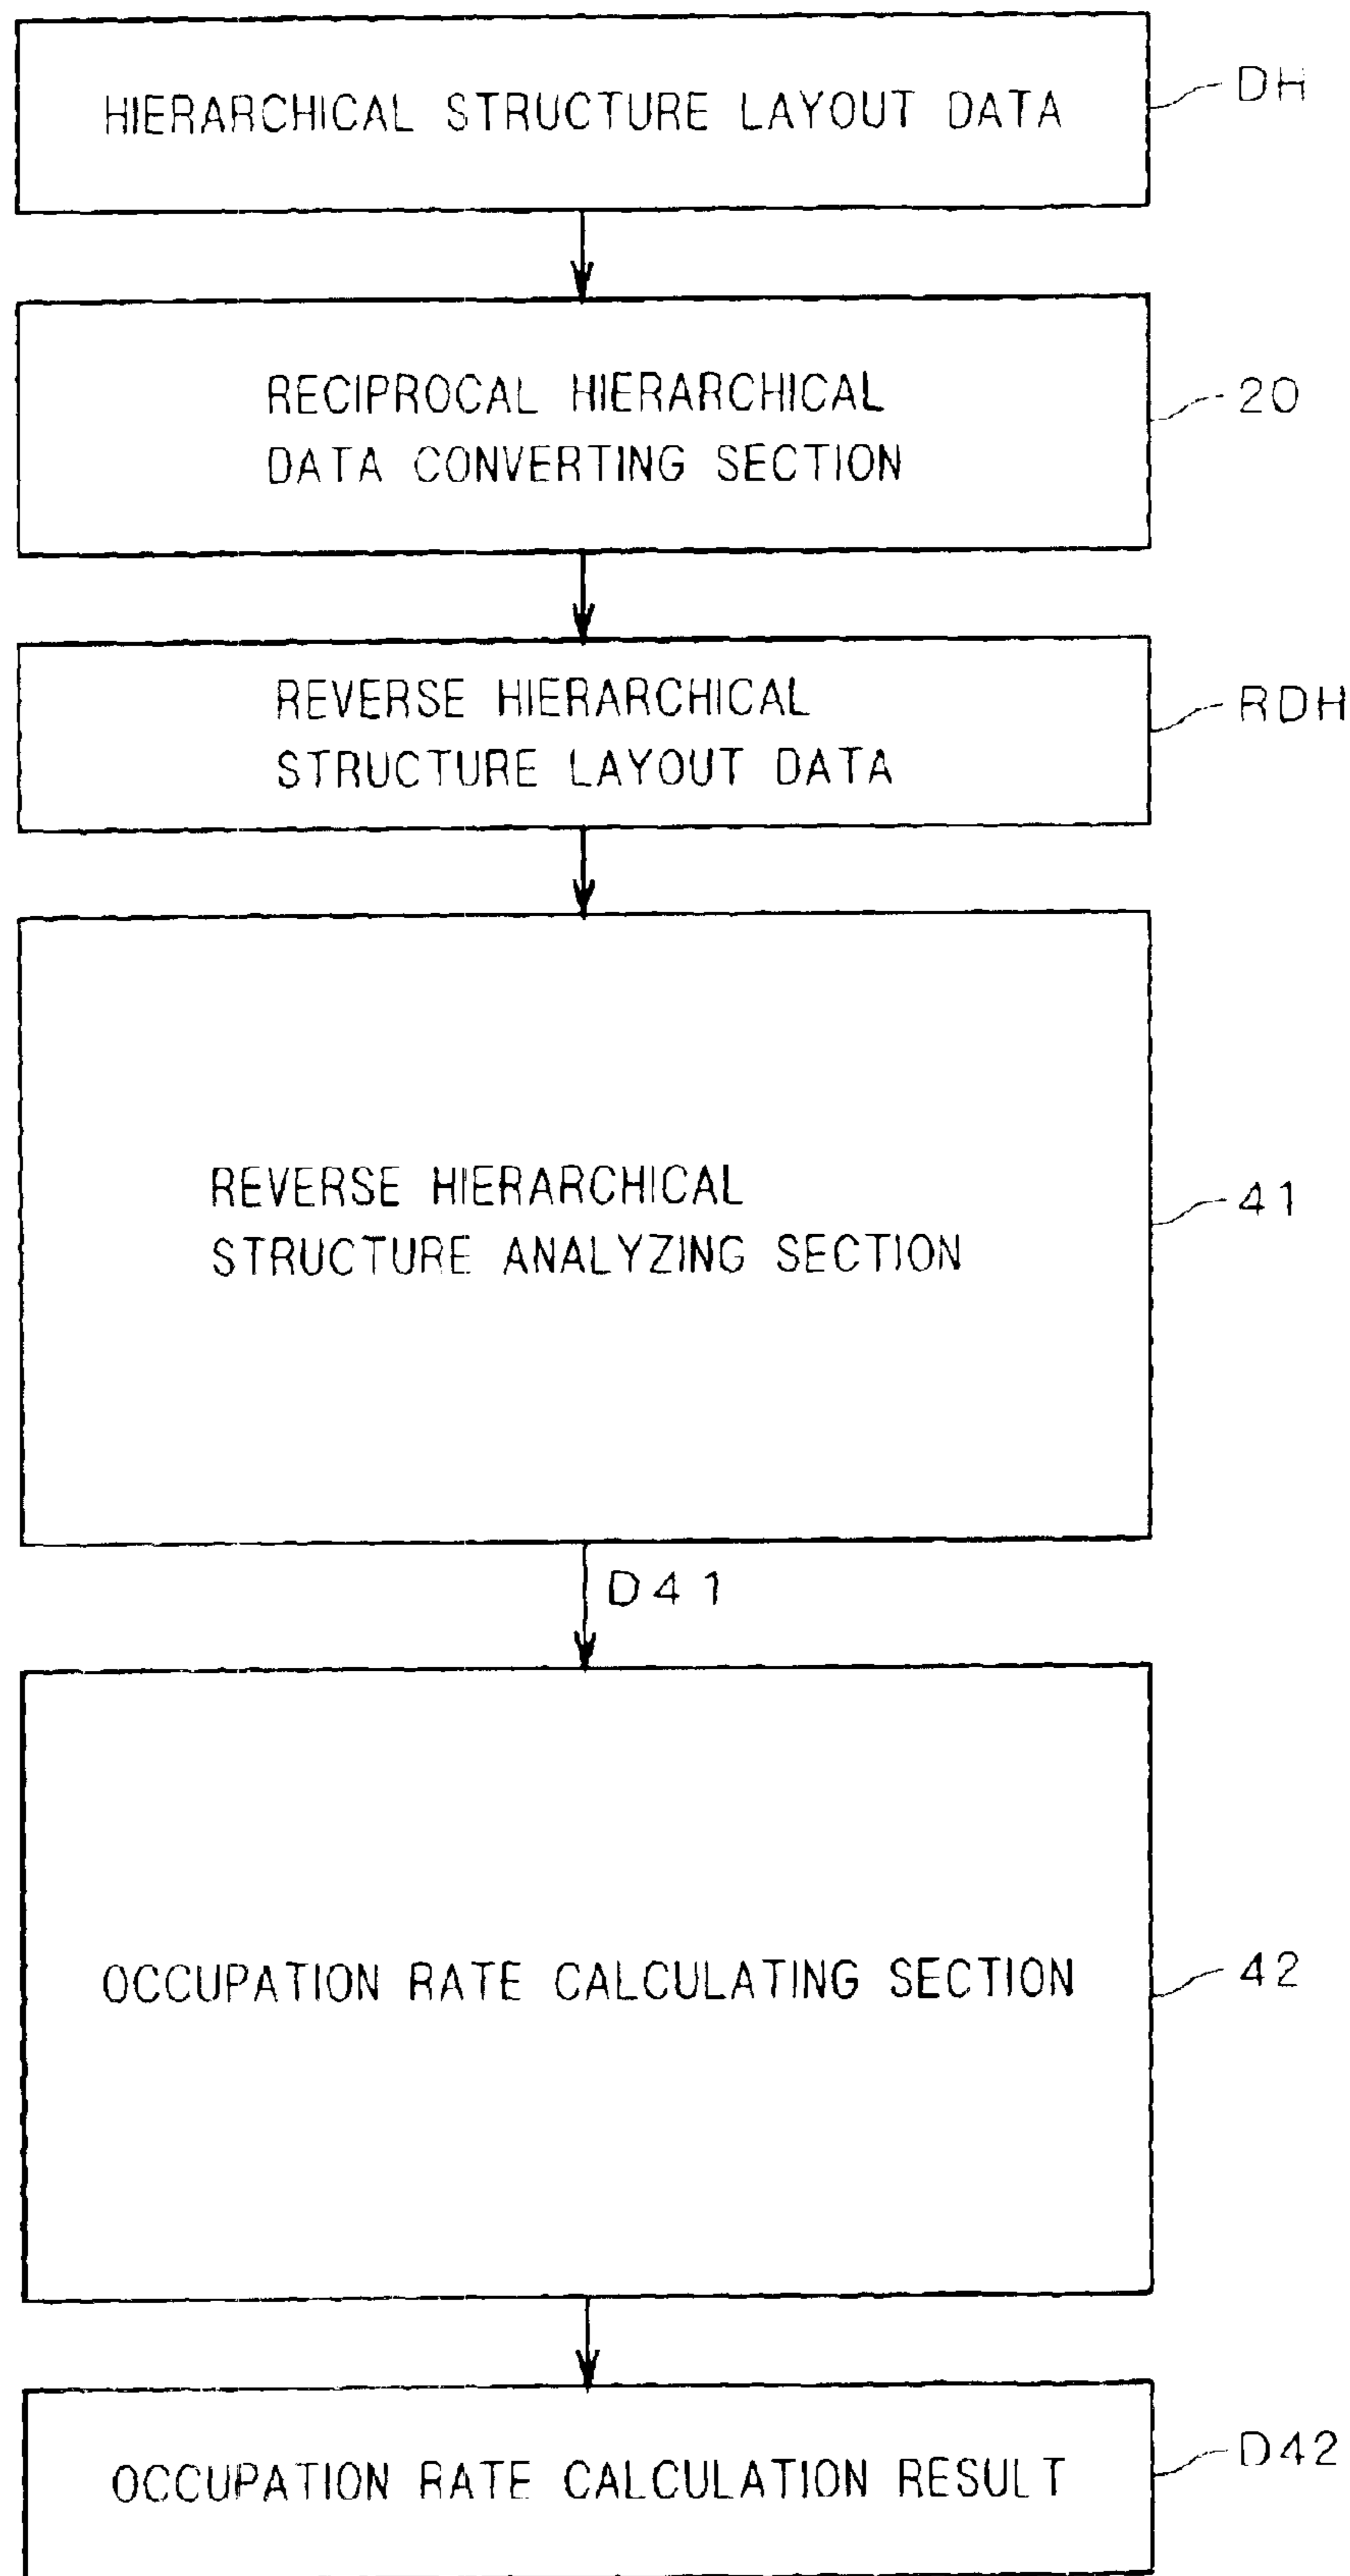 HIERARCHICAL STRUCTURE LAYOUT DATA
DH
RECIPROCAL HIERARCHICAL
DATA CONVERTING SECTION
20
REVERSE HIERARCHICAL
STRUCTURE LAYOUT DATA
RDH
REVERSE HIERARCHICAL
STRUCTURE ANALYZING SECTION
41
D41
OCCUPATION RATE CALCULATING SECTION
42
OCCUPATION RATE CALCULATION RESULT
D42